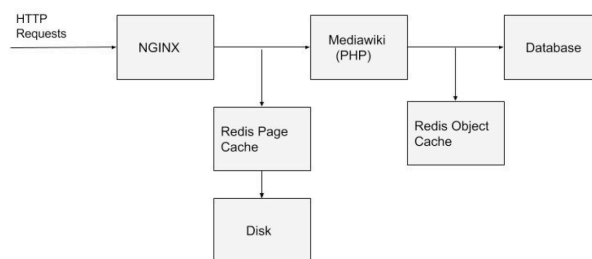 HTTP
Requests
NGINX
Mediawiki
(PHP)
Database
Redis Page
Cache
Redis Object
Cache
Disk